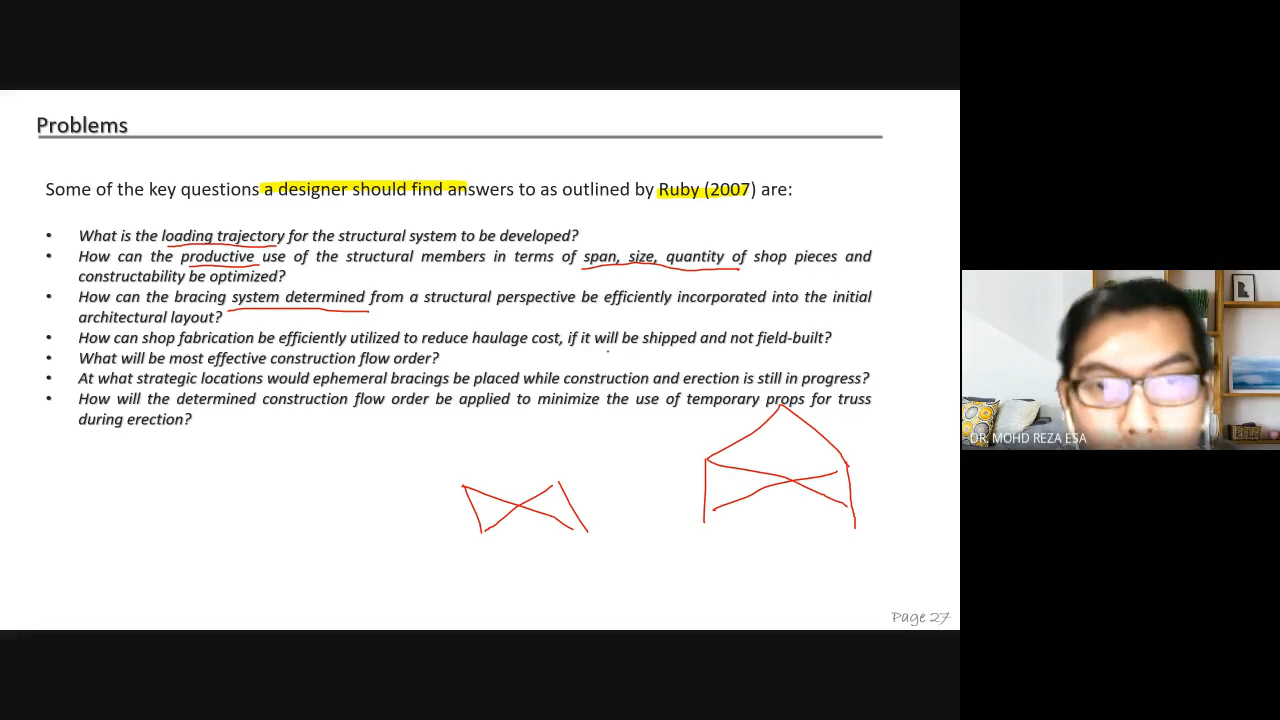 Problems
Some of the key questions a designer should find answers to as outlined by Ruby (2007) are:
• What is the loading trajectory for the structural system to be developed?
• How can the productive use of the structural members in terms of span, size, quantity of shop pieces and
constructability be optimized?
• How can the bracing system determined from a structural perspective be efficiently incorporated into the initial
architectural layout?
• How can shop fabrication be efficiently utilized to reduce haulage cost, if it will be shipped and not field-built?
• What will be most effective construction flow order?
• At what strategic locations would ephemeral bracings be placed while construction and erection is still in progress?
• How will the determined construction flow order be applied to minimize the use of temporary props for truss
during erection?
DR. MOHD REZA ESA
Page 27